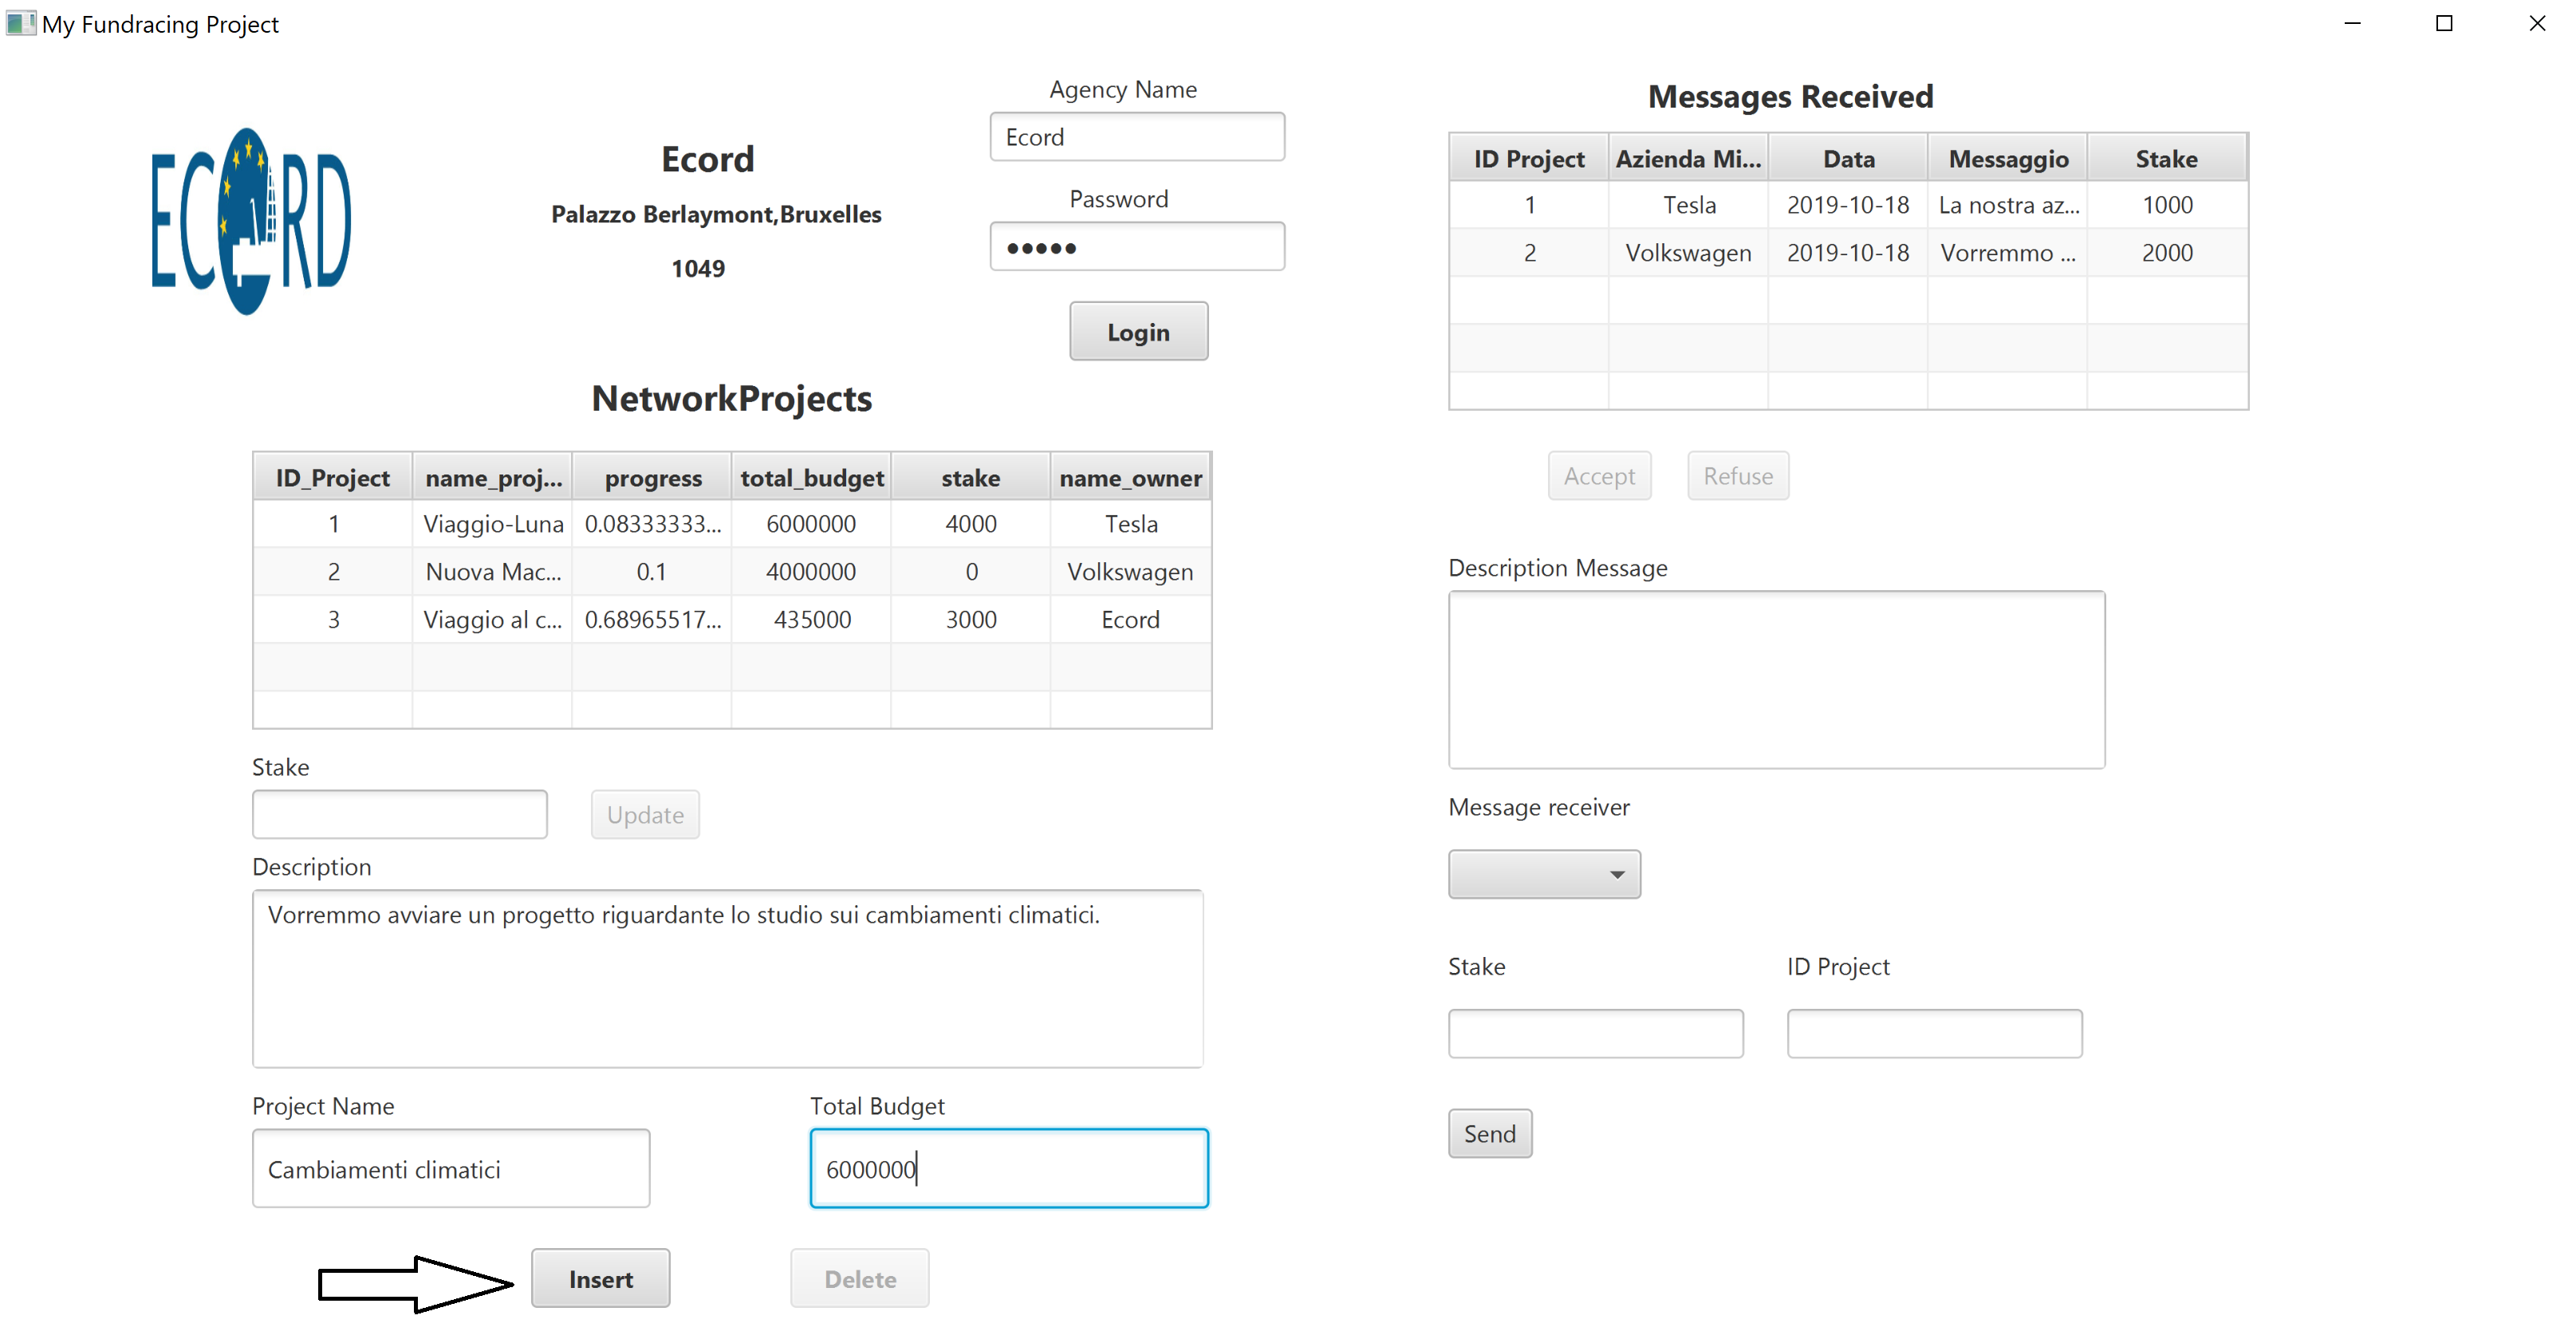 My Fundracing Project
ECORD
Ecord
Palazzo Berlaymont,Bruxelles
1049
Agency Name
Ecord
Password
Login
NetworkProjects
ID_Project name_proj... progress total_budget stake name_owner
1 Viaggio-Luna 0.08333333... 6000000 4000 Tesla
2 Nuova Mac... 0.1 4000000 0 Volkswagen
3 Viaggio al c... 0.68965517... 435000 3000 Ecord
Stake
Update
Description
Vorremmo avviare un progetto riguardante lo studio sui cambiamenti climatici.
Project Name Total Budget
Cambiamenti climatici 6000000
Insert Delete
Messages Received
ID Project Azienda Mi... Data Messaggio Stake
1 Tesla 2019-10-18 La nostra az... 1000
2 Volkswagen 2019-10-18 Vorremmo ... 2000
Accept Refuse
Description Message
Message receiver
Stake ID Project
Send